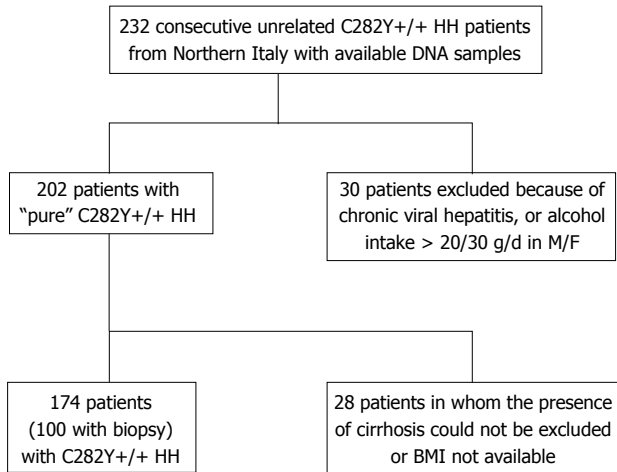 232 consecutive unrelated C282Y+/+ HH patients
from Northern Italy with available DNA samples
202 patients with
“pure” C282Y+/+ HH
30 patients excluded because of
chronic viral hepatitis, or alcohol
intake > 20/30 g/d in M/F
174 patients
(100 with biopsy)
with C282Y+/+ HH
28 patients in whom the presence
of cirrhosis could not be excluded
or BMI not available